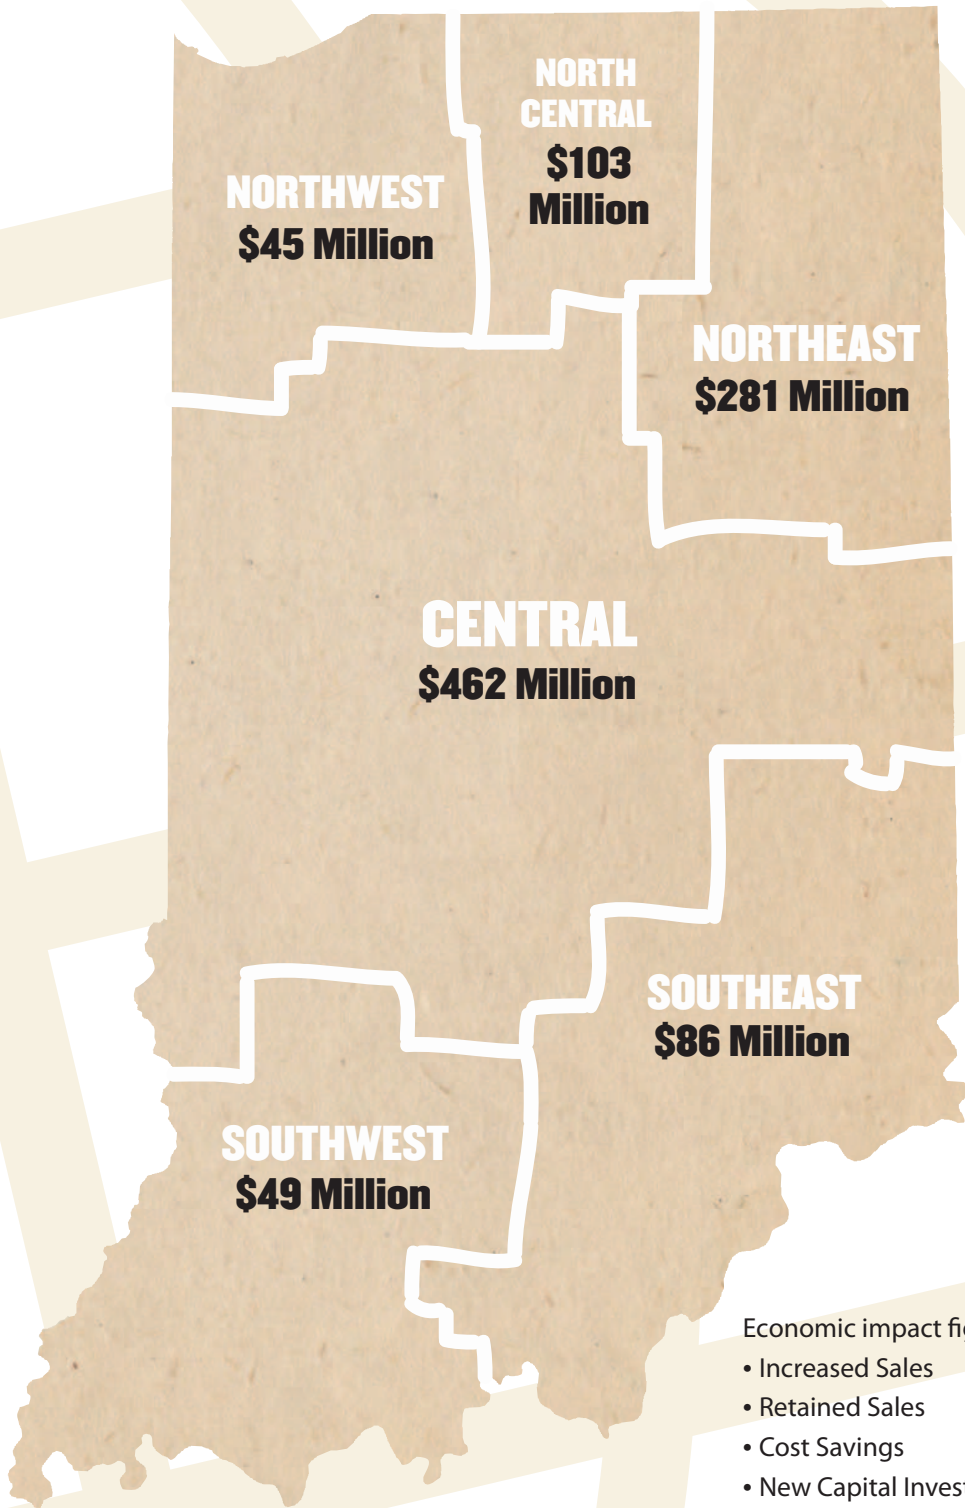 NORTH
CENTRAL
$103
Million
NORTHWEST
$45 Million
NORTHEAST
$281 Million
CENTRAL
$462 Million
SOUTHEAST
$86 Million
SOUTHWEST
$49 Million
Economic impact
• Increased Sales
• Retained Sales
• Cost Savings
• New Capital